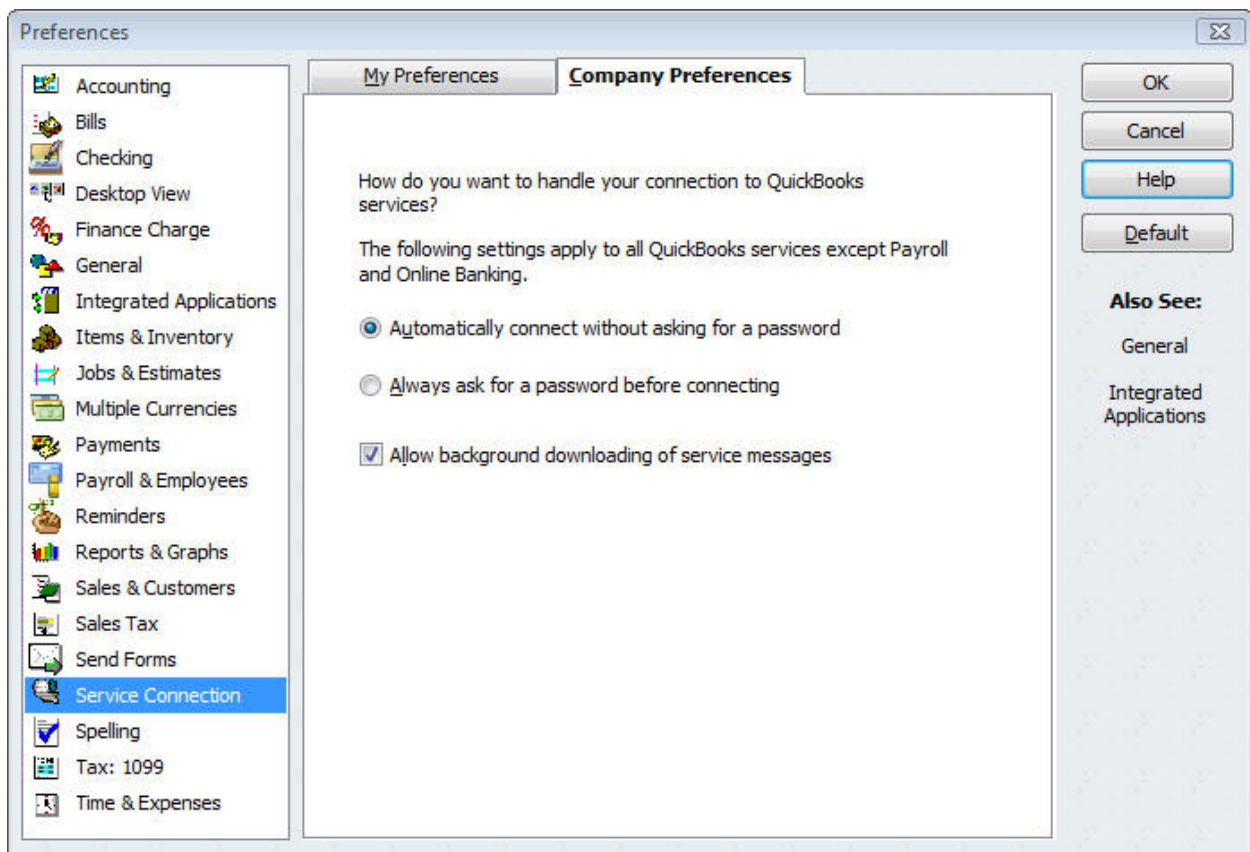 Preferences
Accounting
Bills
Checking
Desktop View
Finance Charge
General
Integrated Applications
Items & Inventory
Jobs & Estimates
Multiple Currencies
Payments
Payroll & Employees
Reminders
Reports & Graphs
Sales & Customers
Sales Tax
Send Forms
Service Connection
Spelling
Tax: 1099
Time & Expenses
My Preferences
Company Preferences
How do you want to handle your connection to QuickBooks
services?
The following settings apply to all QuickBooks services except Payroll
and Online Banking.
Automatically connect without asking for a password
Always ask for a password before connecting
Allow background downloading of service messages
OK
Cancel
Help
Default
Also See:
General
Integrated
Applications